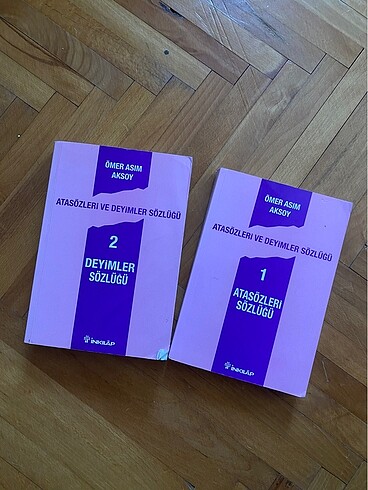 ÖMER ASIM
AKSOY
ATASÖZLERİ VE DEYİMLER SÖZLÜĞÜ
2
DEYİMLER
SÖZLÜĞÜ
İNKILÂP
ÖMER ASIM
AKSOY
ATASÖZLERİ VE DEYİMLER SÖZLÜĞÜ
1
ATASÖZLERİ
SÖZLÜĞÜ
İNKILÂP